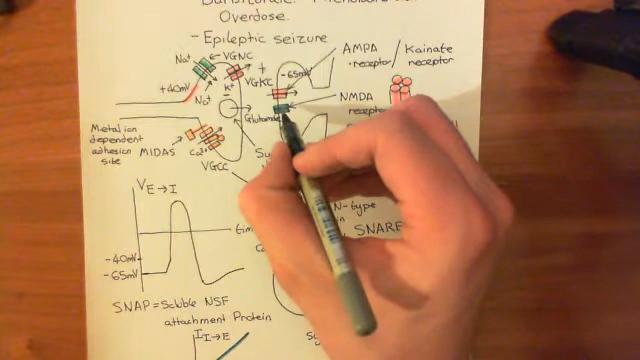 Overdose.
- Epileptic seizure
Na+
VGNC
+
VGKC
K+
+40mV
Na+
-65mV
AMPA
receptor
/ Kainate
receptor
NMDA
receptor
Glutamate
Metal ion
dependent
adhesion
site
MIDAS
Ca2+
VGCC
N-type
SNARE
VE→I
-40mV
-65mV
SNAP = Soluble NSF
attachment Protein
II→E